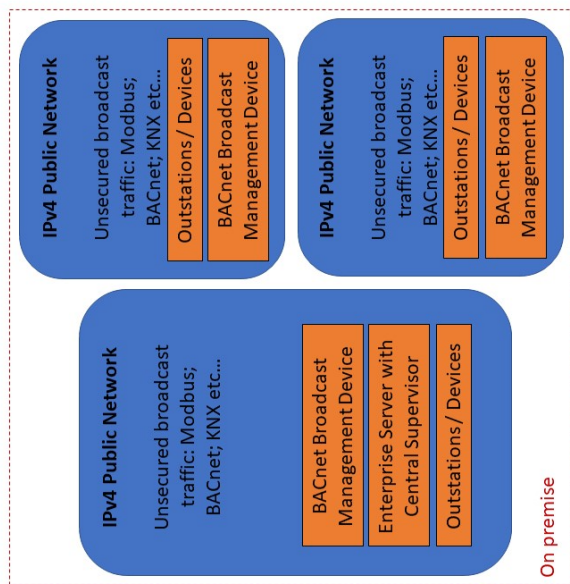 IPv4 Public Network
Unsecured broadcast
traffic: Modbus;
BACnet; KNX etc...
BACnet Broadcast
Management Device
Enterprise Server with
Central Supervisor
Outstations / Devices
IPv4 Public Network
Unsecured broadcast
traffic: Modbus;
BACnet; KNX etc...
Outstations / Devices
BACnet Broadcast
Management Device
IPv4 Public Network
Unsecured broadcast
traffic: Modbus;
BACnet; KNX etc...
Outstations / Devices
BACnet Broadcast
Management Device
On premise